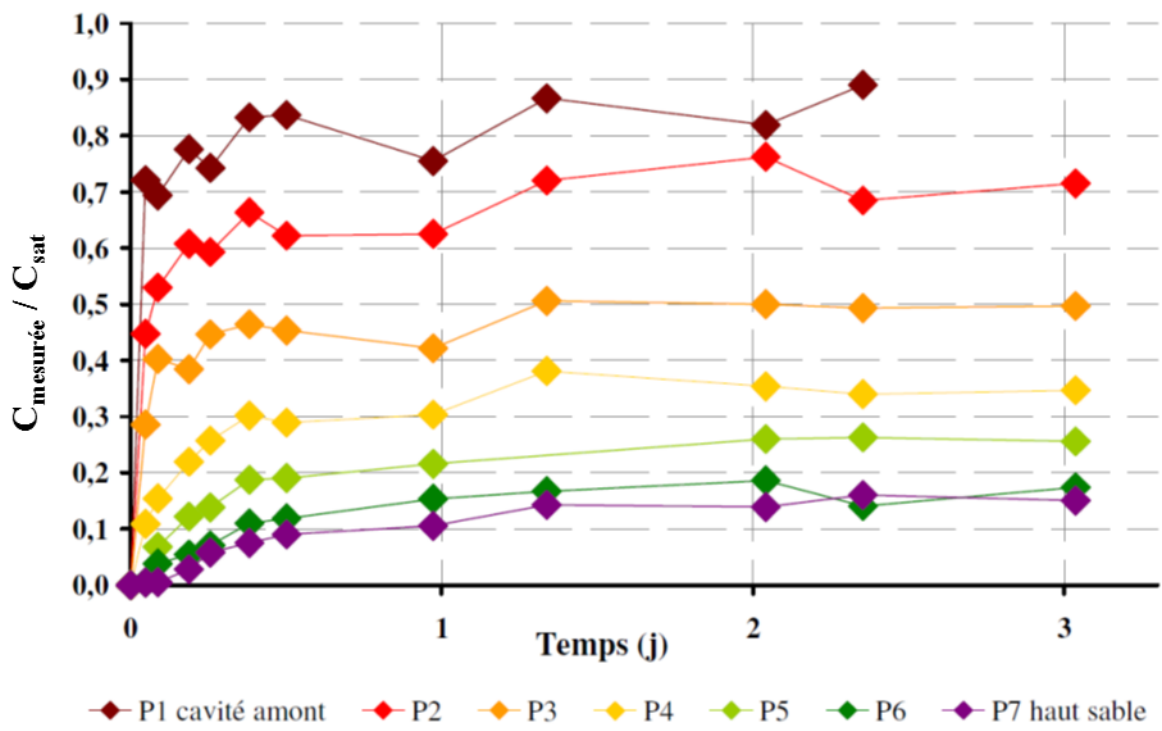 C mesurée / C sat
1,0
0,9
0,8
0,7
0,6
0,5
0,4
0,3
0,2
0,1
0,0
0 1 2 3
Temps (j)
P1 cavité amont P2 P3 P4 P5 P6 P7 haut sable